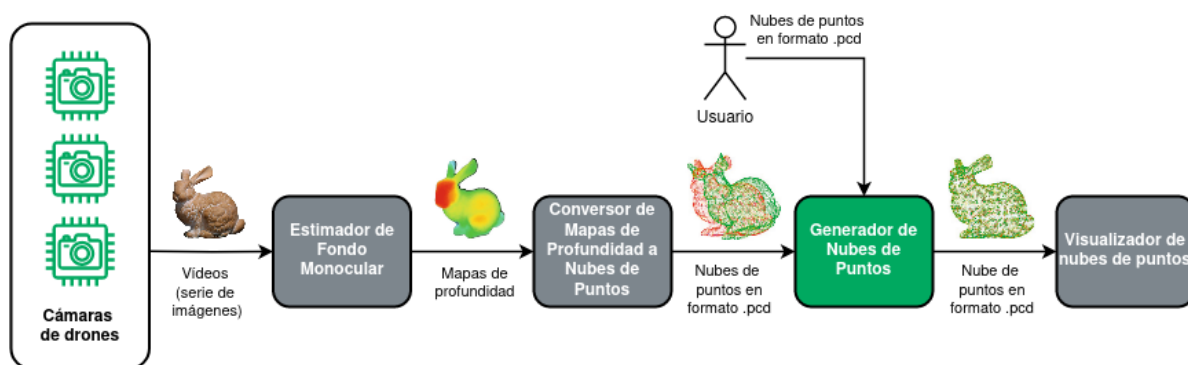 Cámaras
de drones
Vídeos
(serie de
imágenes)
Estimador de
Fondo
Monocular
Mapas de
profundidad
Conversor de
Mapas de
Profundidad a
Nubes de
Puntos
Nubes de
puntos en
formato .pcd
Nubes de puntos
en formato .pcd
Usuario
Generador de
Nubes de
Puntos
Nube de
puntos en
formato .pcd
Visualizador de
nubes de puntos